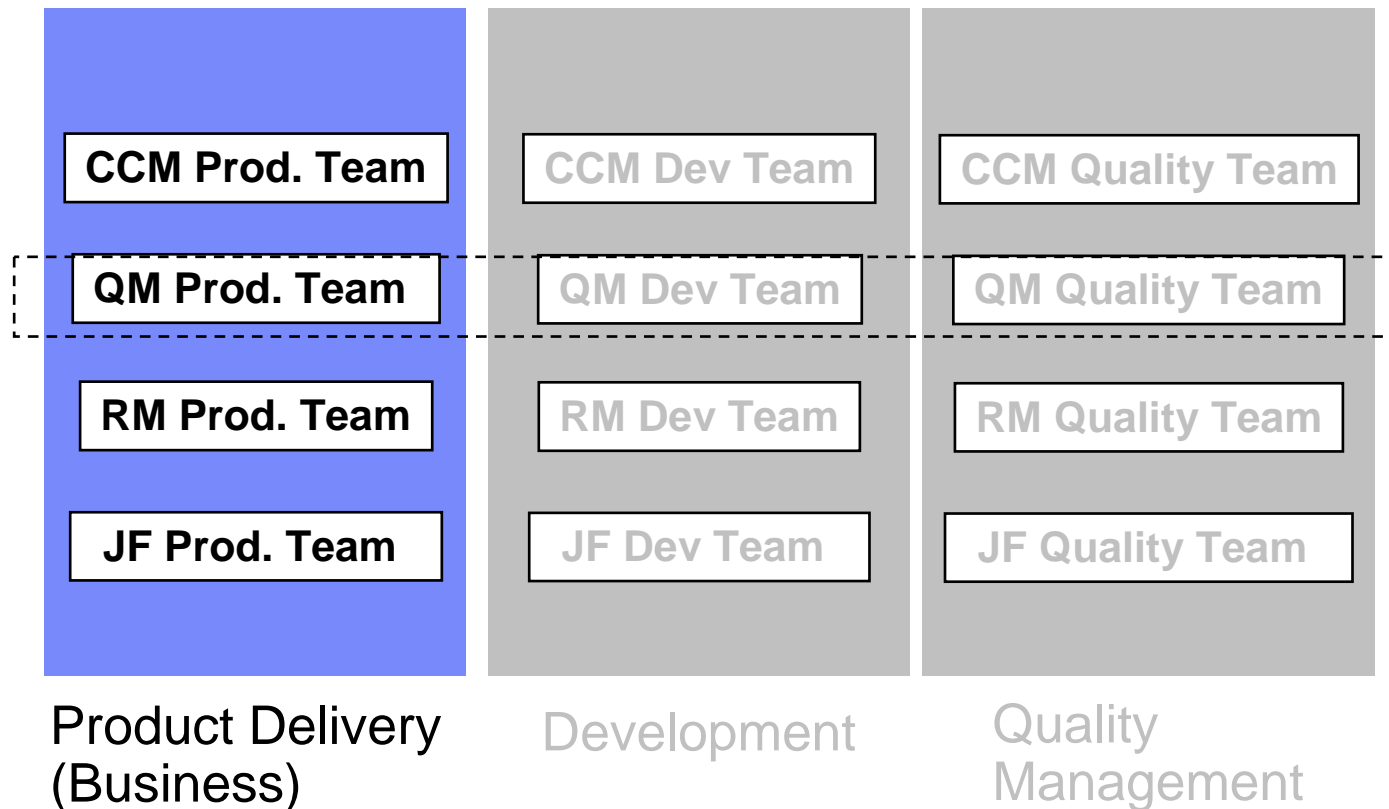 CCM Prod. Team
CCM Dev Team
CCM Quality Team
QM Prod. Team
QM Dev Team
QM Quality Team
RM Prod. Team
RM Dev Team
RM Quality Team
JF Prod. Team
JF Dev Team
JF Quality Team
Product Delivery
(Business)
Development
Quality
Management